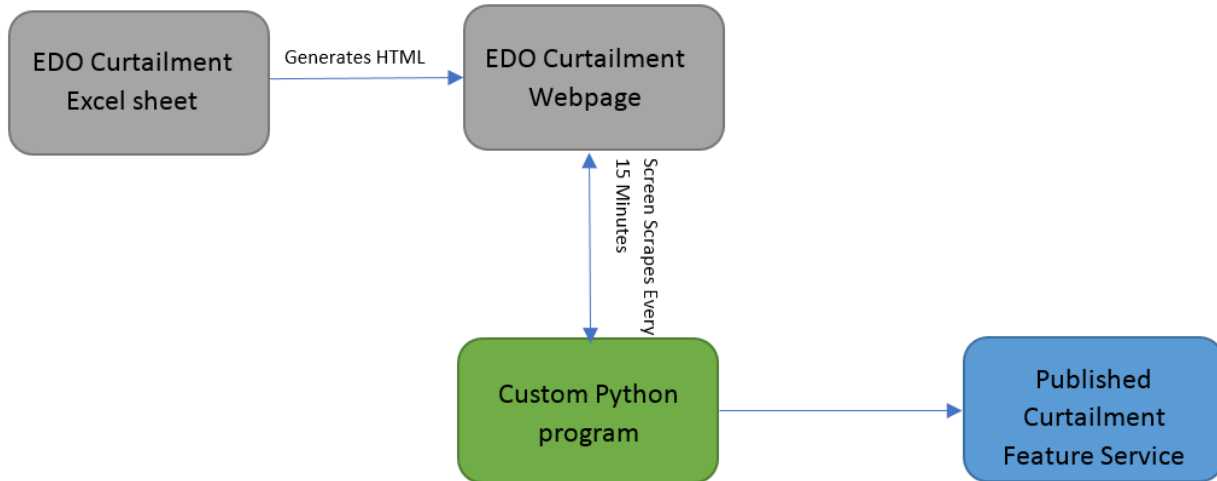 EDO Curtailment
Excel sheet
Generates HTML
EDO Curtailment
Webpage
Screen Scrapes Every
15 Minutes
Custom Python
program
Published
Curtailment
Feature Service